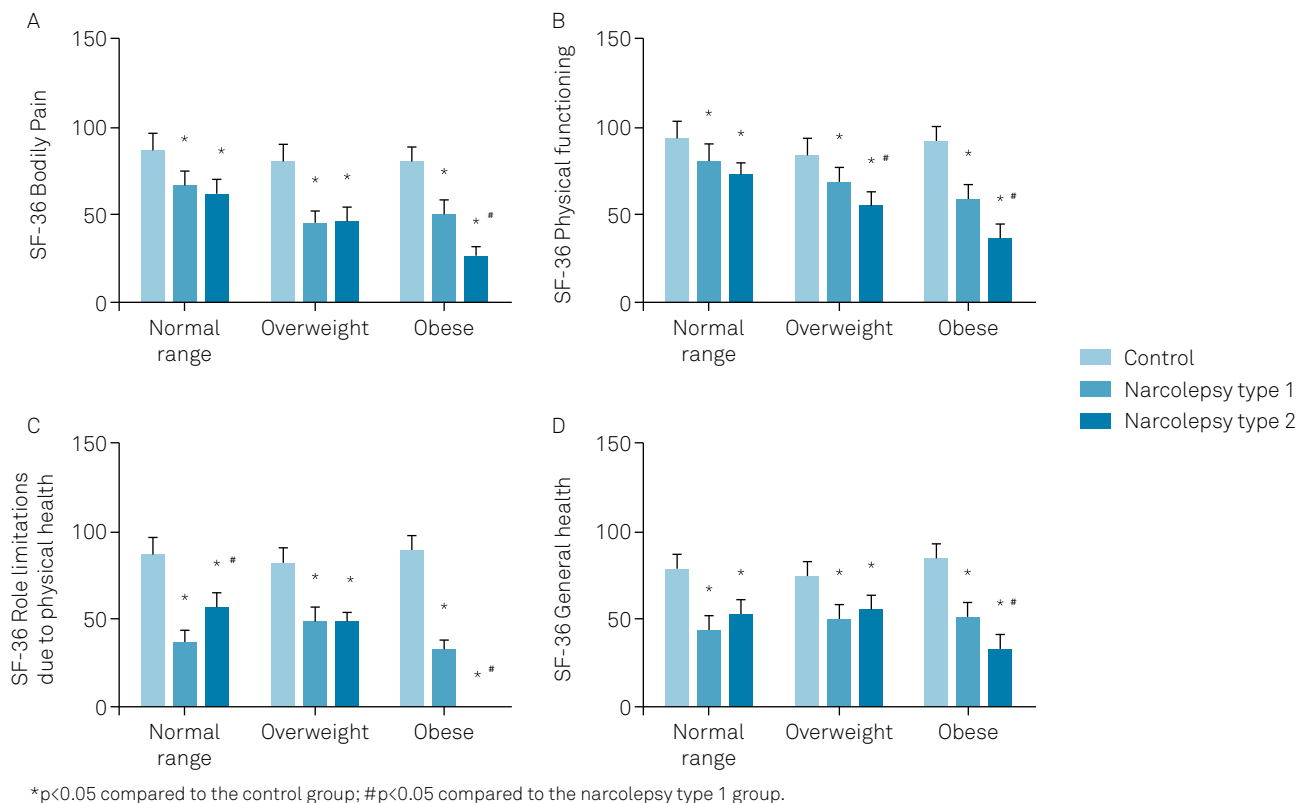 A
SF-36 Bodily Pain
150
100
50
0
* * * * * * #
Normal
range
Overweight
Obese
B
SF-36 Physical functioning
150
100
50
0
* * * * # * * #
Normal
range
Overweight
Obese
Control
Narcolepsy type 1
Narcolepsy type 2
C
SF-36 Role limitations
due to physical health
150
100
50
0
* * # * * * * #
Normal
range
Overweight
Obese
D
SF-36 General health
150
100
50
0
* * * * * * #
Normal
range
Overweight
Obese
*p<0.05 compared to the control group; #p<0.05 compared to the narcolepsy type 1 group.